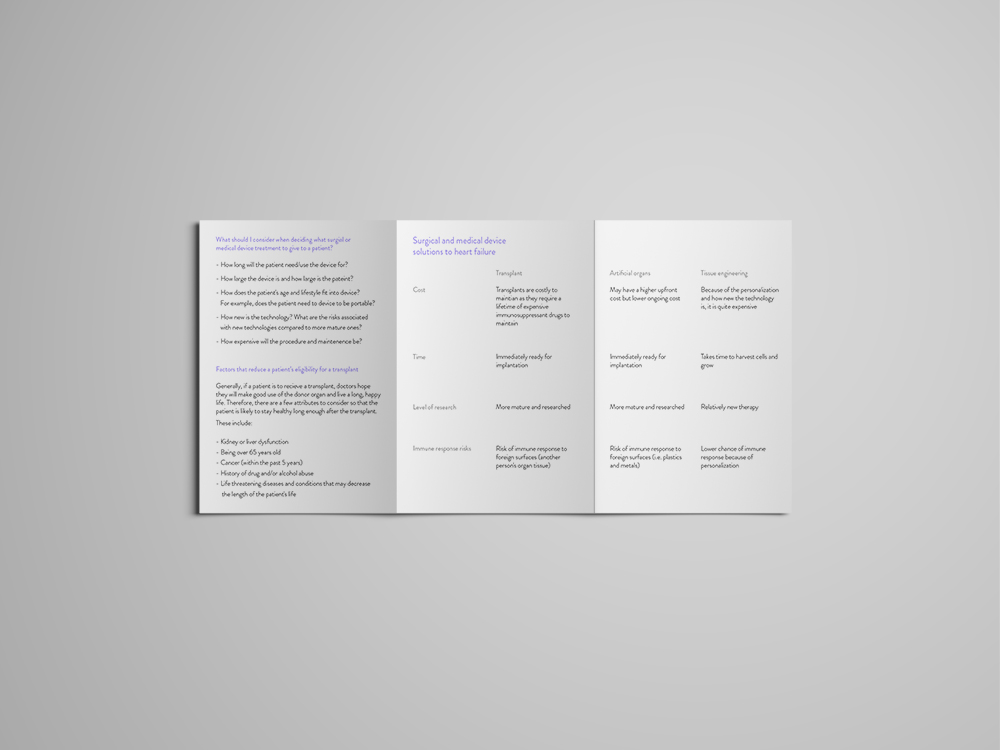 What should I consider when deciding what surgial or
medical device treatment to give to a patient?
- How long will the patient need/use the device for?
- How large the device is and how large is the pateint?
- How does the patient's age and lifestyle fit into device?
For example, does the patient need to device to be portable?
- How new is the technology? What are the risks associated
with new technologies compared to more mature ones?
- How expensive will the procedure and maintenence be?
Factors that reduce a patient's eligibility for a transplant
Generally, if a patient is to recieve a transplant, doctors hope
they will make good use of the donor organ and live a long, happy
life. Therefore, there are a few attributes to consider so that the
patient is likely to stay healthy long enough after the transplant.
These include:
- Kidney or liver dysfunction
- Being over 65 years old
- Cancer (within the past 5 years)
- History of drug and/or alcohol abuse
- Life threatening diseases and conditions that may decrease
the length of the patient's life
Surgical and medical device
solutions to heart failure
Transplant
Artificial organs
Tissue engineering
Cost
Transplants are costly to
maintian as they require a
lifetime of expensive
immunosuppressant drugs to
maintain
May have a higher upfront
cost but lower ongoing cost
Because of the personalization
and how new the technology
is, it is quite expensive
Time
Immediately ready for
implantation
Immediately ready for
implantation
Takes time to harvest cells and
grow
Level of research
More mature and researched
More mature and researched
Relatively new therapy
Immune response risks
Risk of immune response to
foreign surfaces (another
person's organ tissue)
Risk of immune response to
foreign surfaces (i.e. plastics
and metals)
Lower chance of immune
response because of
personalization